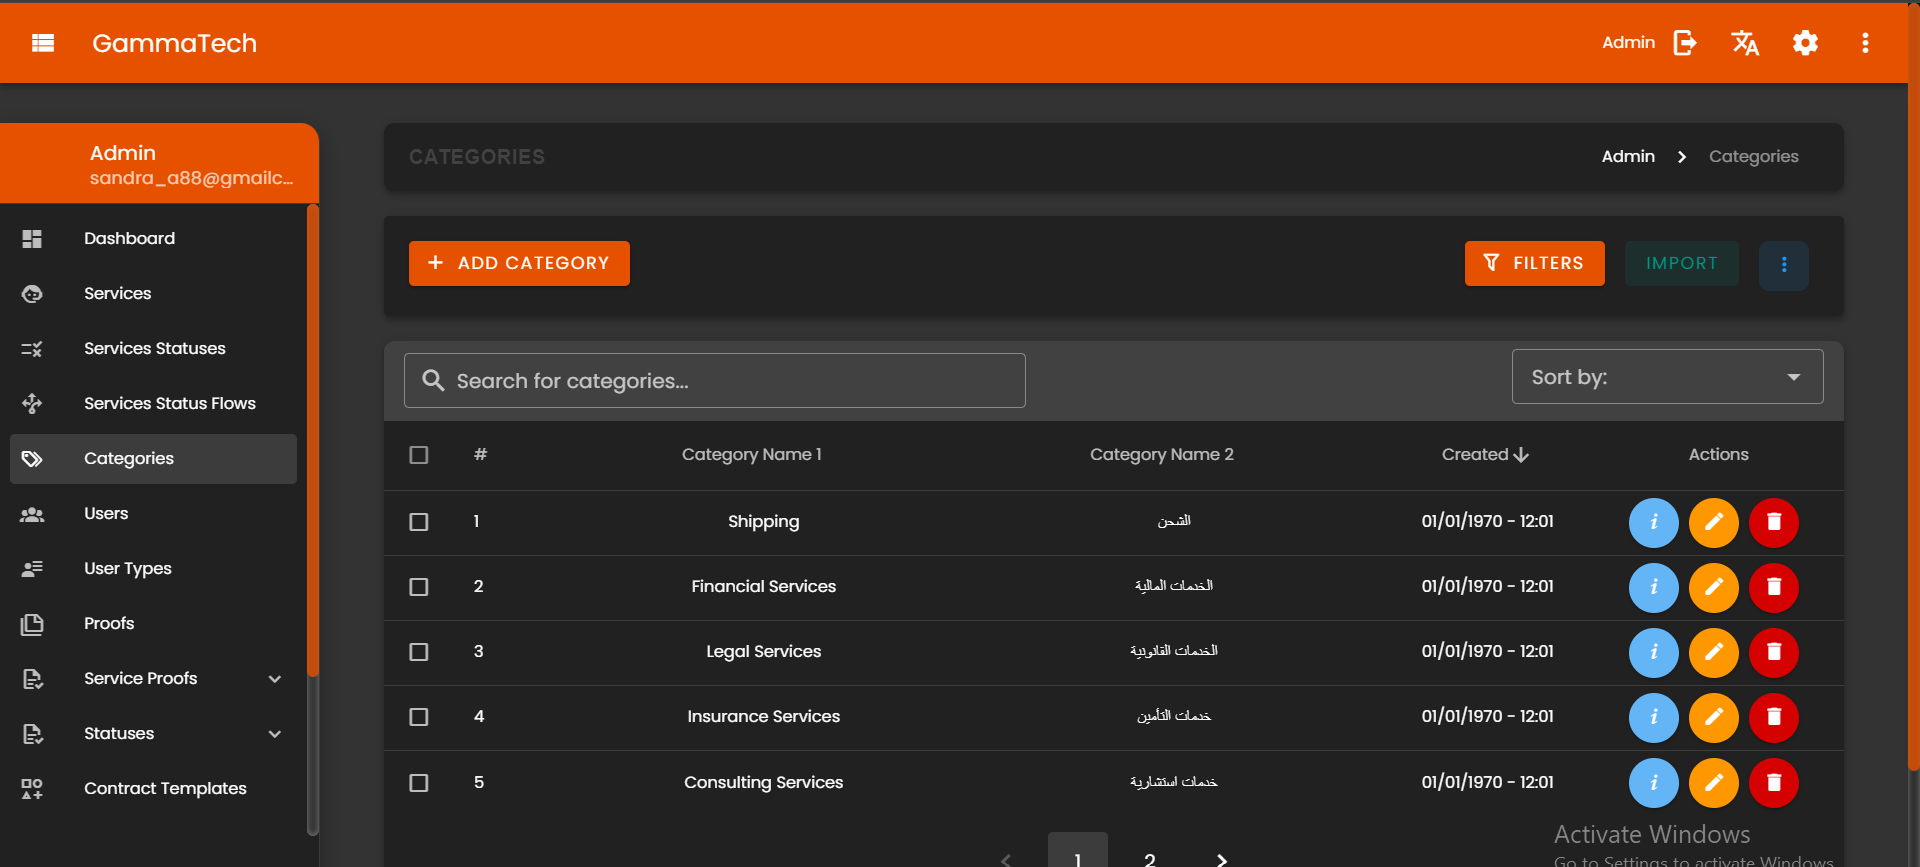 GammaTech
Admin
Admin
sandra_a88@gmailc...
Dashboard
Services
Services Statuses
Services Status Flows
Categories
Users
User Types
Proofs
Service Proofs
Statuses
Contract Templates
CATEGORIES
Admin > Categories
+ ADD CATEGORY
FILTERS
IMPORT
Search for categories...
Sort by:
# Category Name 1 Category Name 2 Created Actions
1 Shipping الشحن 01/01/1970 - 12:01
2 Financial Services الخدمات المالية 01/01/1970 - 12:01
3 Legal Services الخدمات القانونية 01/01/1970 - 12:01
4 Insurance Services خدمات التأمين 01/01/1970 - 12:01
5 Consulting Services خدمات استشارية 01/01/1970 - 12:01
1 2
Activate Windows
Go to Settings to activate Windows.